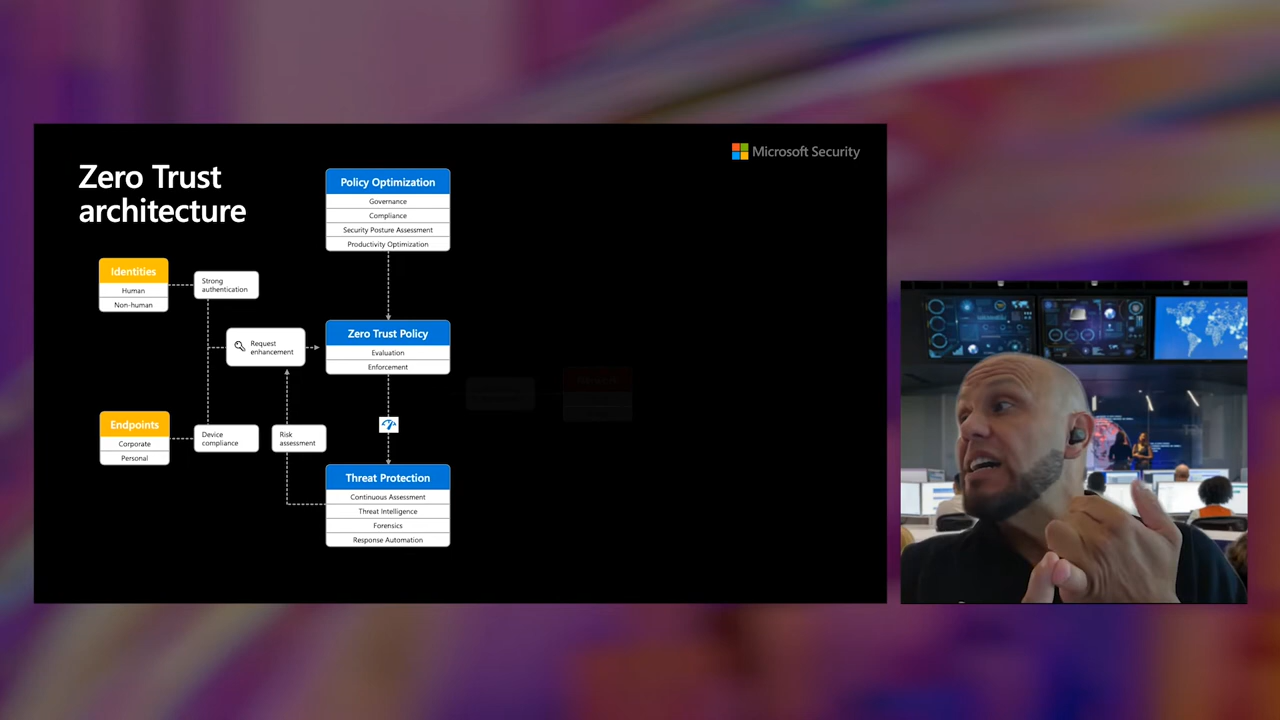 Zero Trust
architecture
Microsoft Security
Policy Optimization
Governance
Compliance
Security Posture Assessment
Productivity Optimization
Identities
Human
Non-human
Strong
authentication
Request
enhancement
Zero Trust Policy
Evaluation
Enforcement
Endpoints
Corporate
Personal
Device
compliance
Risk
assessment
Threat Protection
Continuous Assessment
Threat Intelligence
Forensics
Response Automation